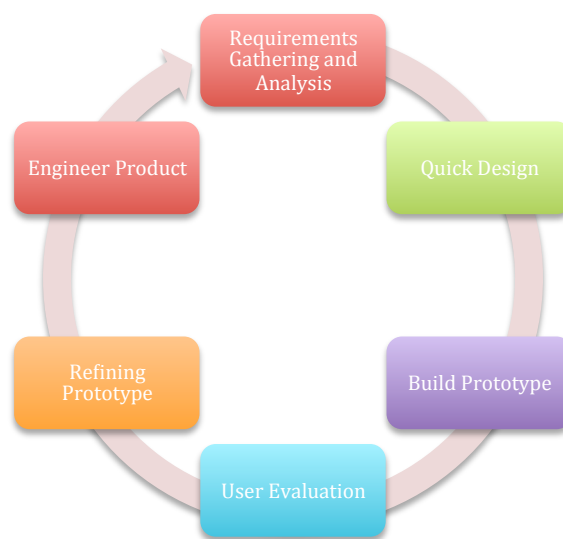 Requirements
Gathering and
Analysis
Quick Design
Build Prototype
User Evaluation
Refining
Prototype
Engineer Product